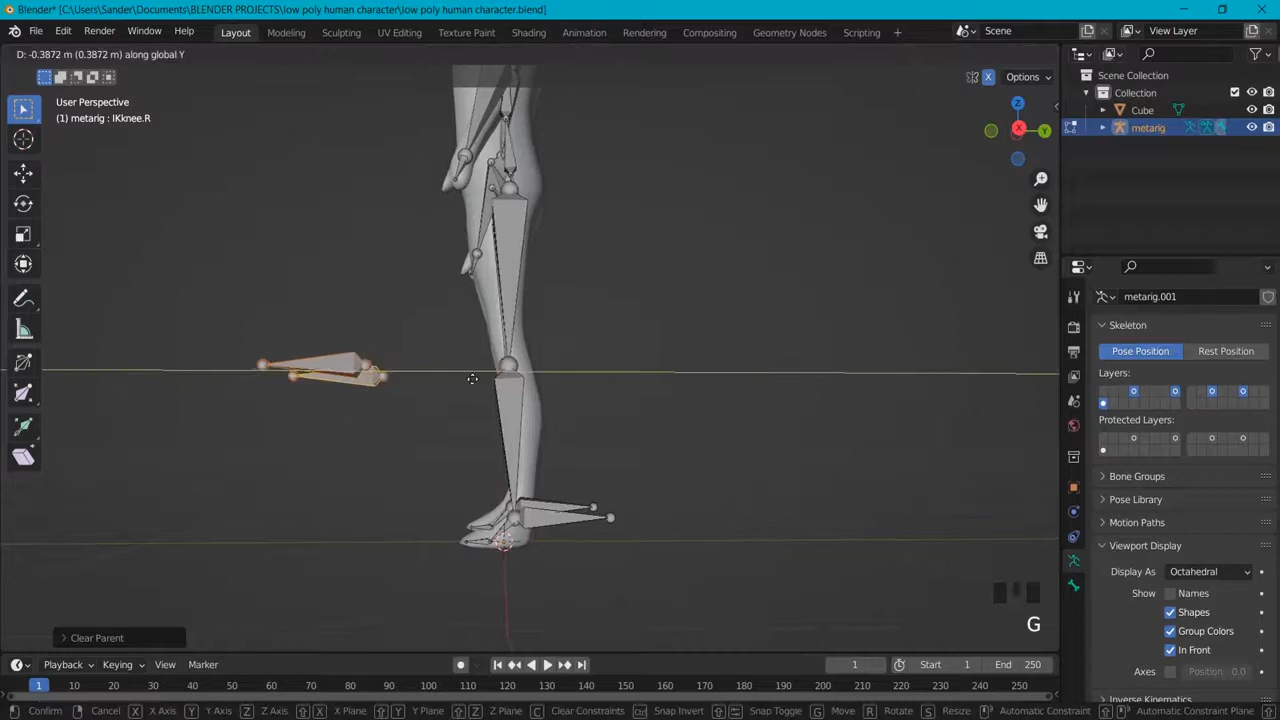 Blender* [C:\Users\Sander\Documents\BLENDER PROJECTS\low poly human character\low poly human character.blend]
File Edit Render Window Help Layout Modeling Sculpting UV Editing Texture Paint Shading Animation Rendering Compositing Geometry Nodes Scripting + Scene View Layer
D: -0.3872 m (0.3872 m) along global Y
X Options
User Perspective
(1) metarig : IKknee.R
Z
X
Y
Scene Collection
Collection
Cube
metarig
metarig.001
Skeleton
Pose Position Rest Position
Layers:
Protected Layers:
Bone Groups
Pose Library
Motion Paths
Viewport Display
Display As Octahedral
Show Names
Shapes
Group Colors
In Front
Axes Position 0.0
Inverse Kinematics
G
Clear Parent
Playback Keying View Marker 1 Start 1 End 250
1 10 20 30 40 50 60 70 80 90 100 110 120 130 140 150 160 170 180 190 200 210 220 230 240 250
Confirm Cancel X X Axis Y Y Axis Z Z Axis X X Plane Y Y Plane Z Z Plane C Clear Constraints Snap Invert Snap Toggle G Move R Rotate S Resize Automatic Constraint Automatic Constraint Plane